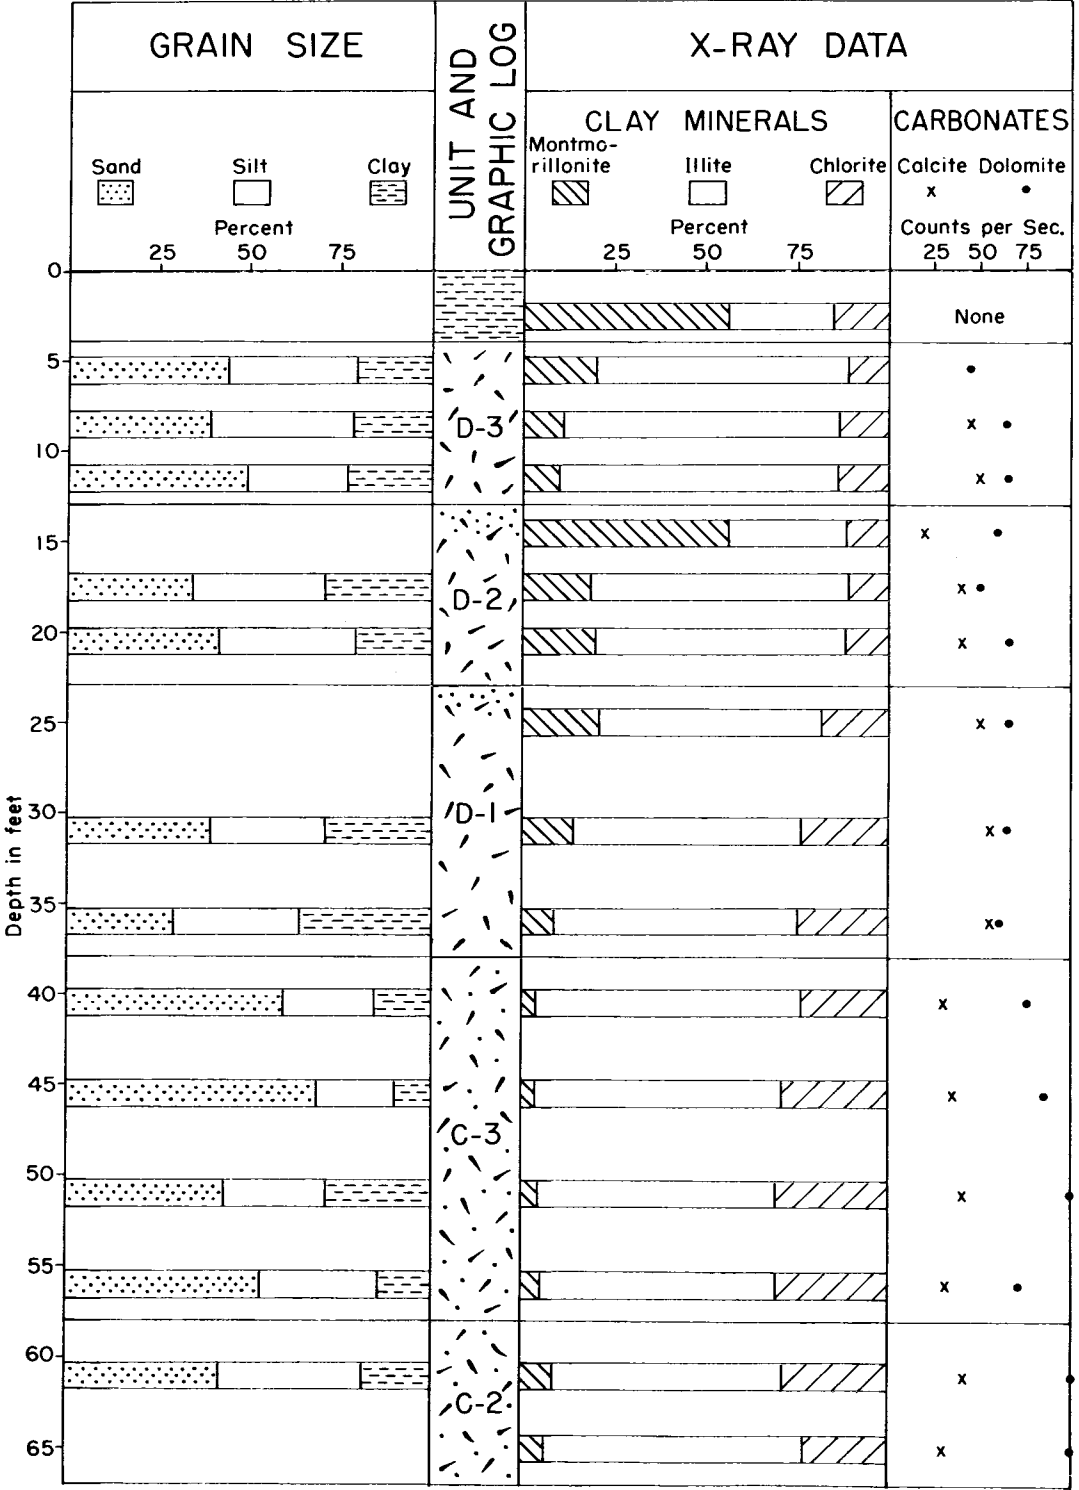 GRAIN SIZE
UNIT AND
GRAPHIC LOG
X-RAY DATA
CLAY MINERALS
CARBONATES
Sand Silt Clay
Montmo-
rillonite Illite Chlorite
Calcite Dolomite
x •
Percent
Percent
Counts per Sec.
25 50 75
25 50 75
25 50 75
0
None
5
D-3
10
15
D-2
20
25
D-1
30
Depth in feet
35
40
45
C-3
50
55
60
C-2
65